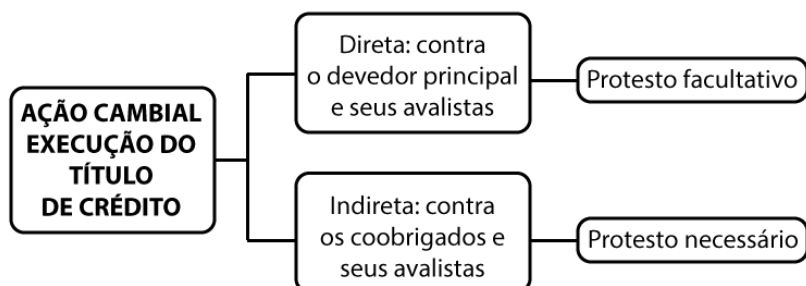 AÇÃO CAMBIAL
EXECUÇÃO DO
TÍTULO
DE CRÉDITO
Direta: contra
o devedor principal
e seus avalistas
Protesto facultativo
Indireta: contra
os coobrigados e
seus avalistas
Protesto necessário